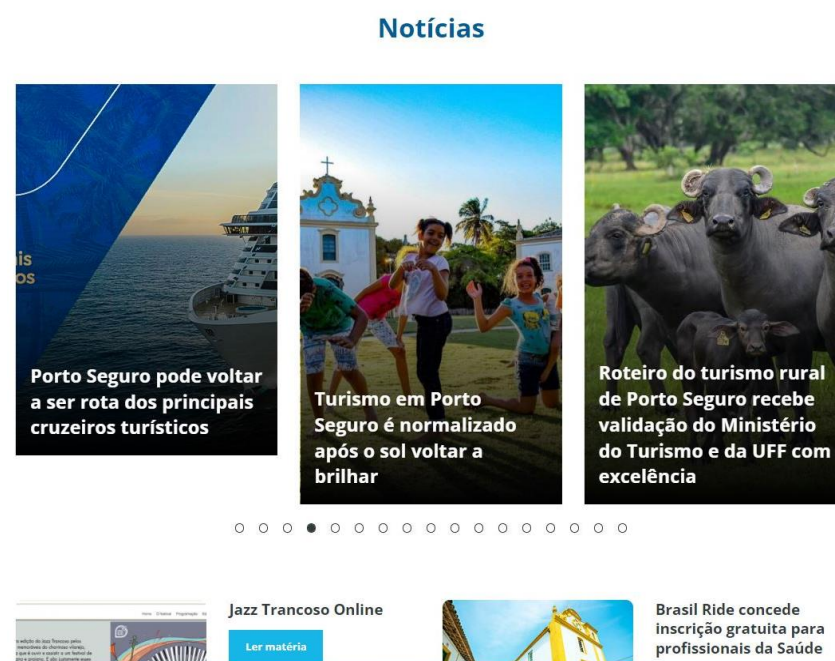 Notícias
is
os
Porto Seguro pode voltar
a ser rota dos principais
cruzeiros turísticos
Turismo em Porto
Seguro é normalizado
após o sol voltar a
brilhar
Roteiro do turismo rural
de Porto Seguro recebe
validação do Ministério
do Turismo e da UFF com
excelência
Jazz Trancoso Online
Ler matéria
Brasil Ride concede
inscrição gratuita para
profissionais da Saúde